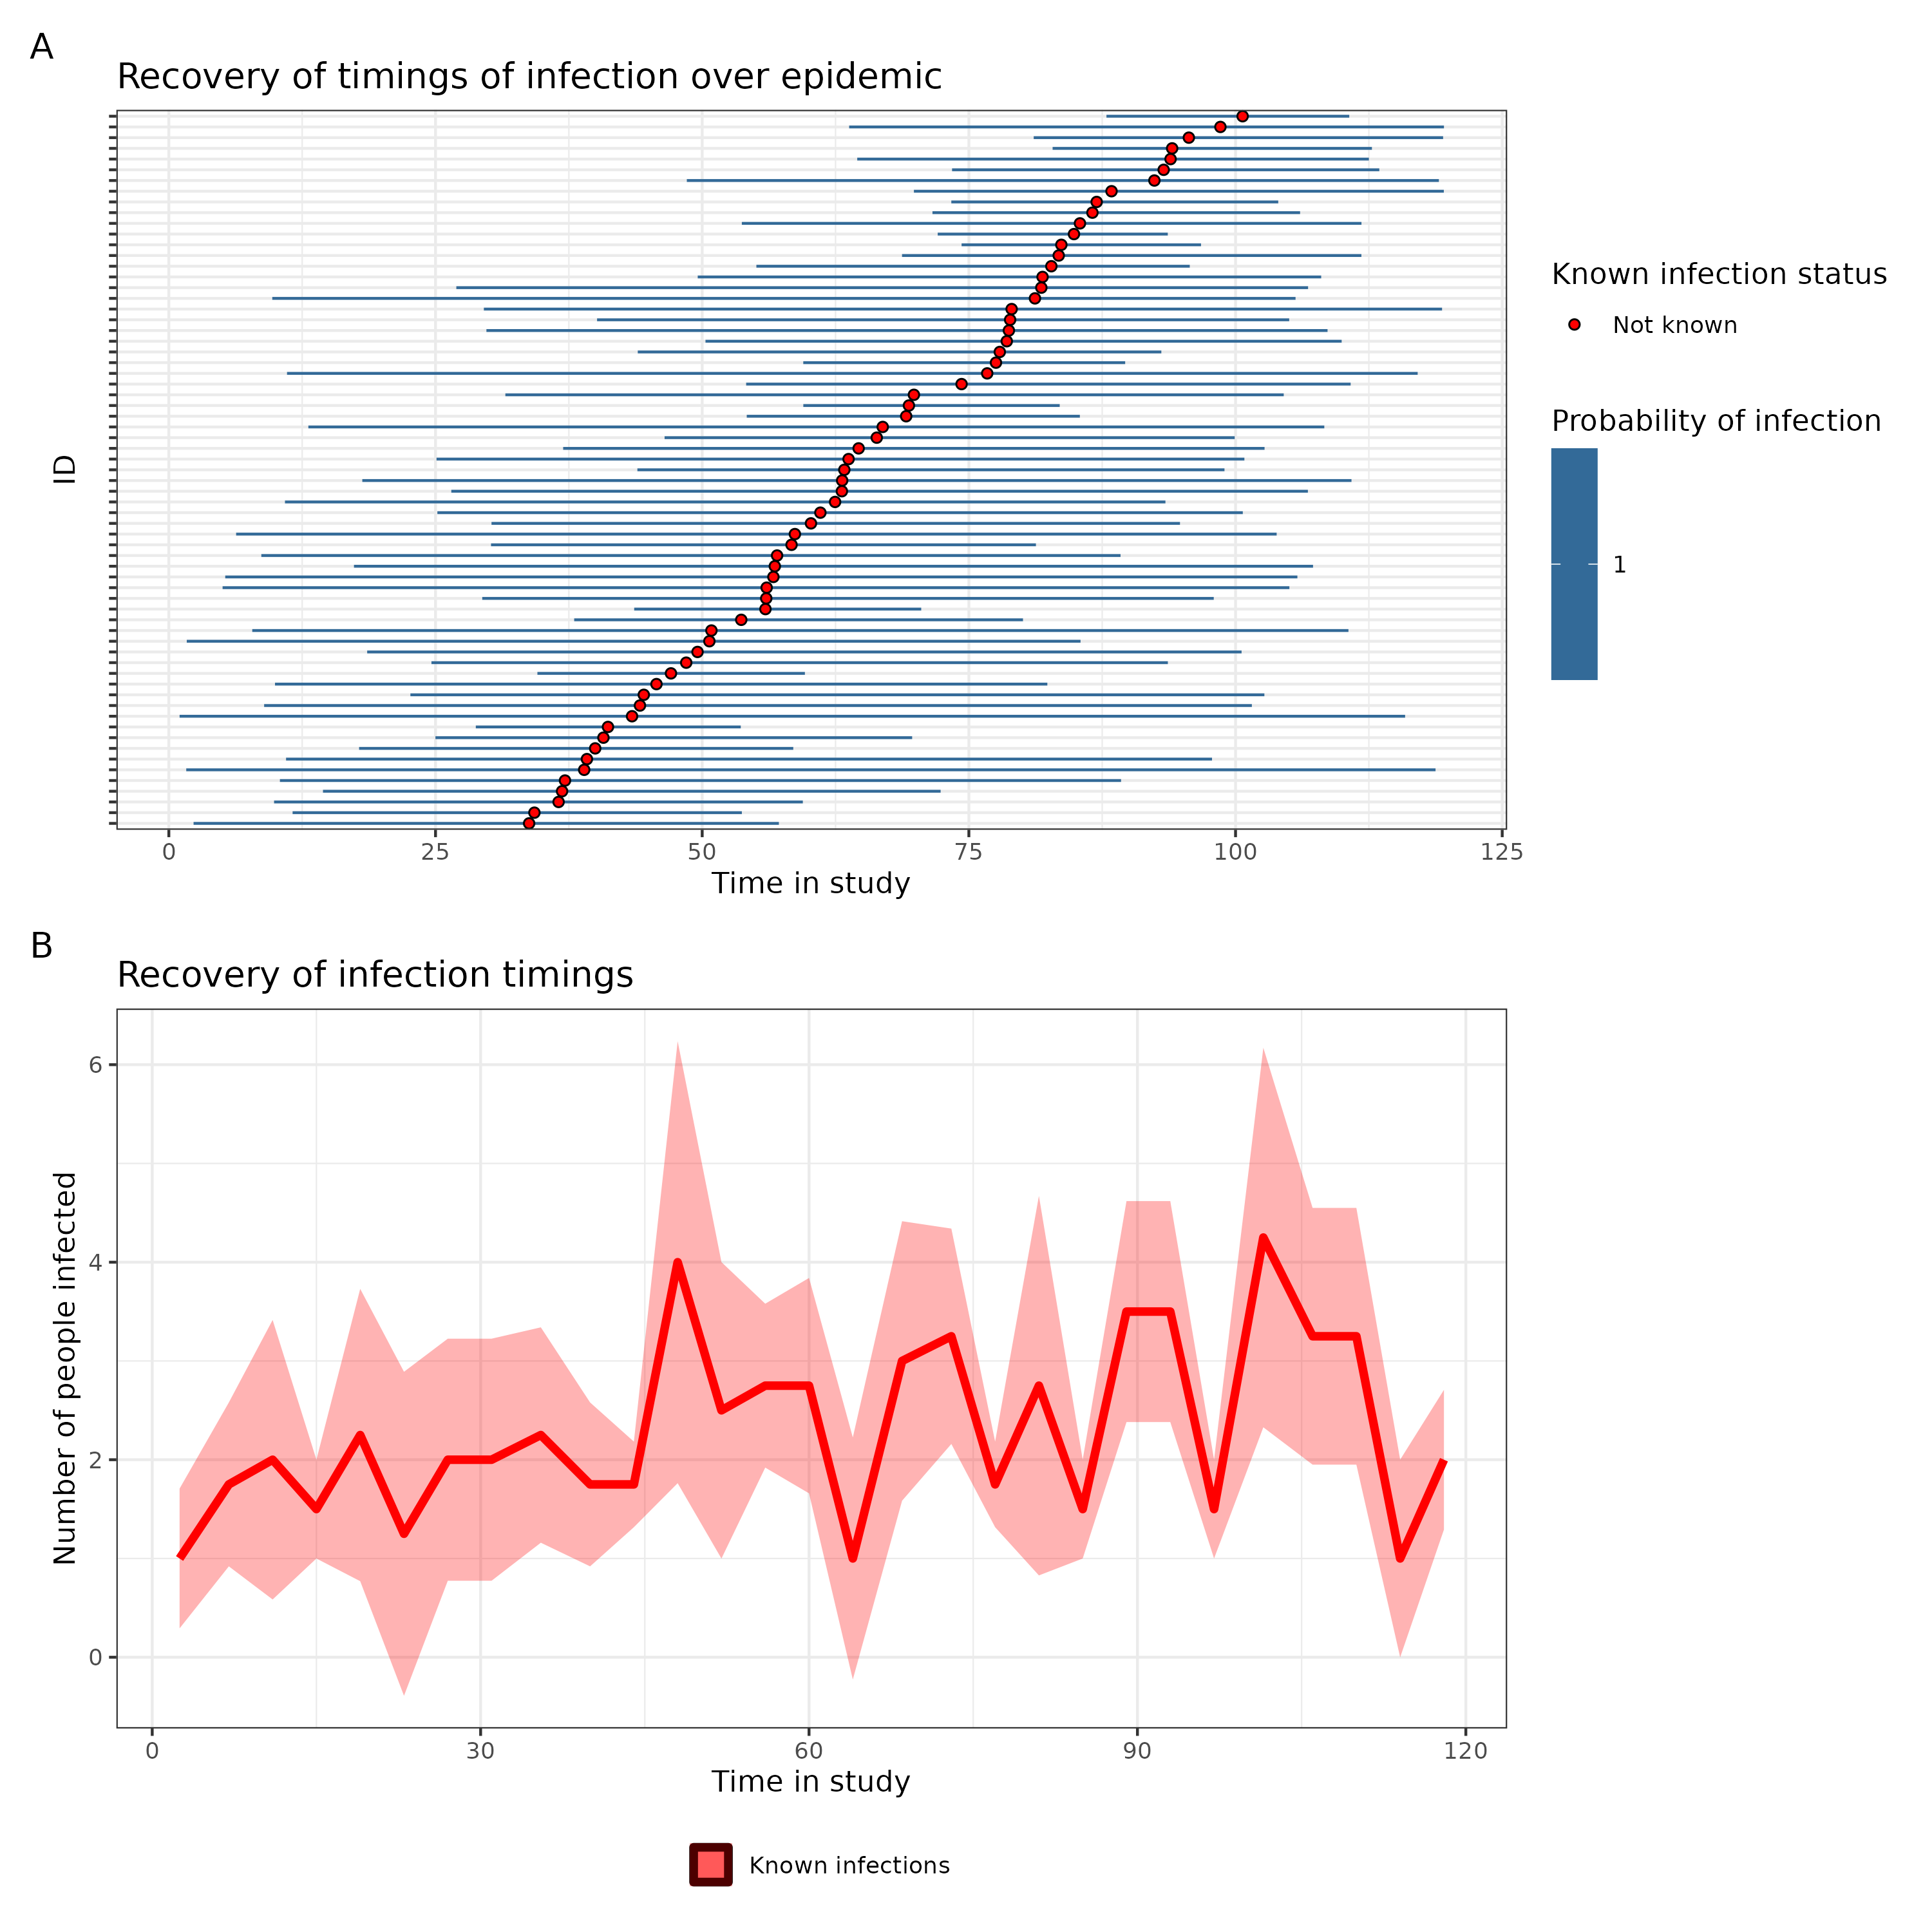 A
Recovery of timings of infection over epidemic
ID
0 25 50 75 100 125
Time in study
Known infection status
Not known
Probability of infection
1
B
Recovery of infection timings
Number of people infected
6
4
2
0
0 30 60 90 120
Time in study
Known infections